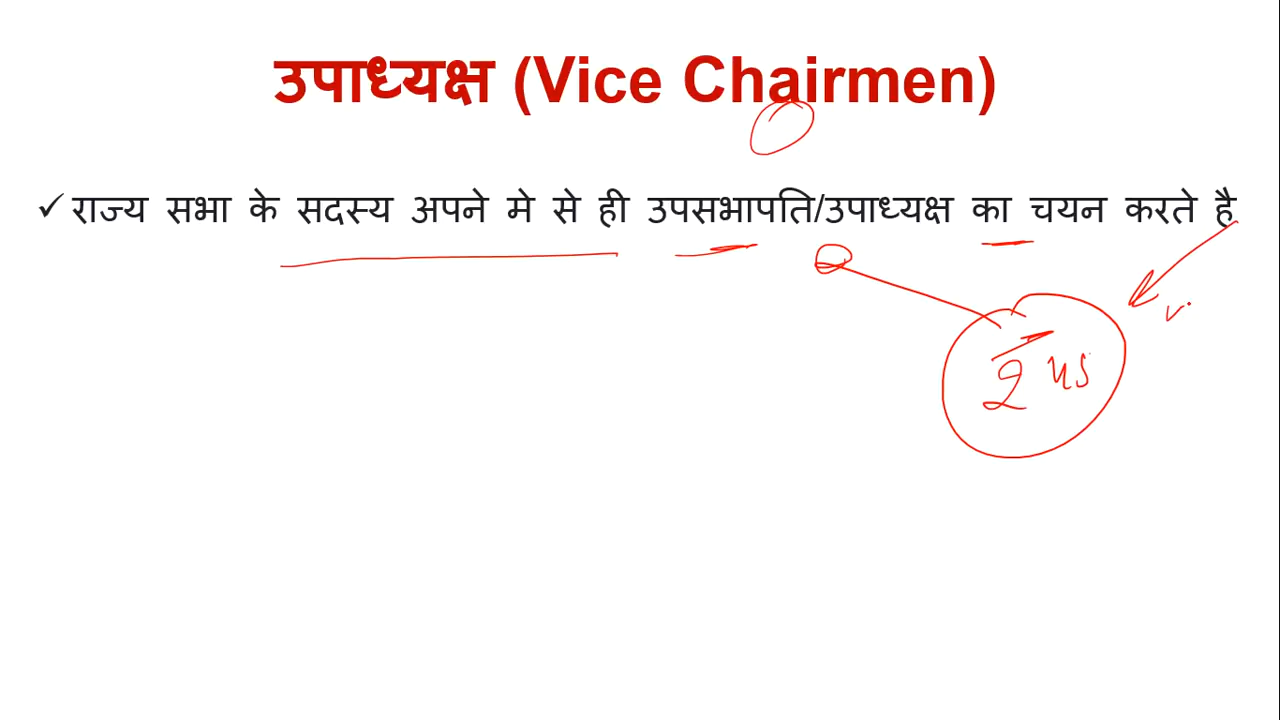 उपाध्यक्ष (Vice Chairmen)
✓ राज्य सभा के सदस्य अपने मे से ही उपसभापति/उपाध्यक्ष का चयन करते है